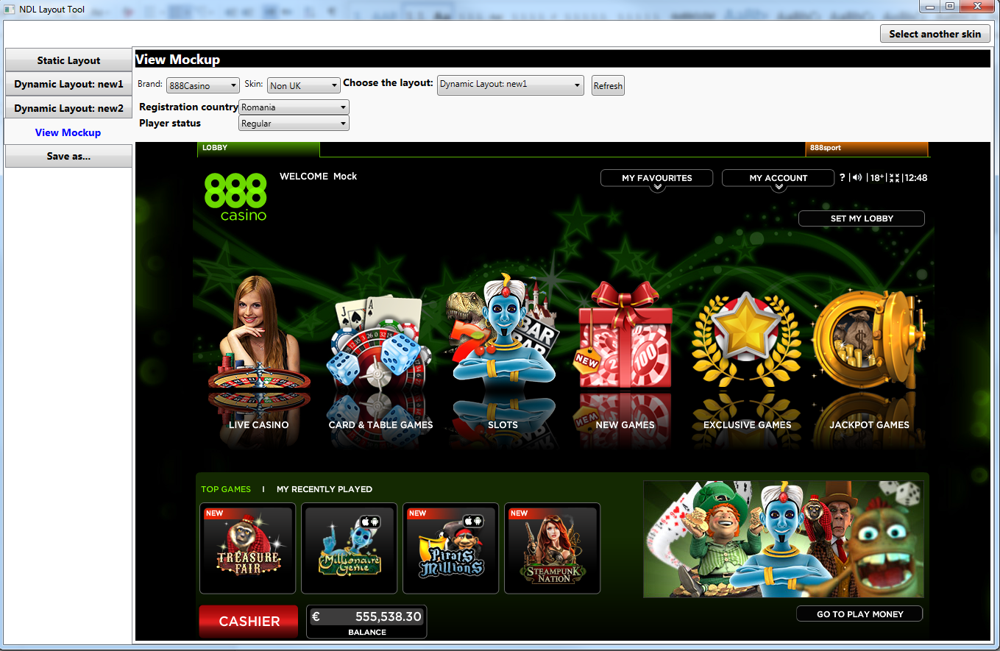 NDL Layout Tool
Select another skin
Static Layout
Dynamic Layout: new1
Dynamic Layout: new2
View Mockup
Save as...
View Mockup
Brand: 888Casino Skin: Non UK Choose the layout: Dynamic Layout: new1 Refresh
Registration country Romania
Player status Regular
LOBBY 888sport
888
casino
WELCOME Mock
MY FAVOURITES MY ACCOUNT ? 18+ 12:48
SET MY LOBBY
A A
BAR
BAR
7
NEW
100
LIVE CASINO CARD & TABLE GAMES SLOTS NEW GAMES EXCLUSIVE GAMES JACKPOT GAMES
TOP GAMES | MY RECENTLY PLAYED
NEW
TREASURE
FAIR
Millionaire
Genie
NEW
Pirats
Millions
NEW
STEAMPUNK
NATION
CASHIER
€ 555,538.30
BALANCE
GO TO PLAY MONEY